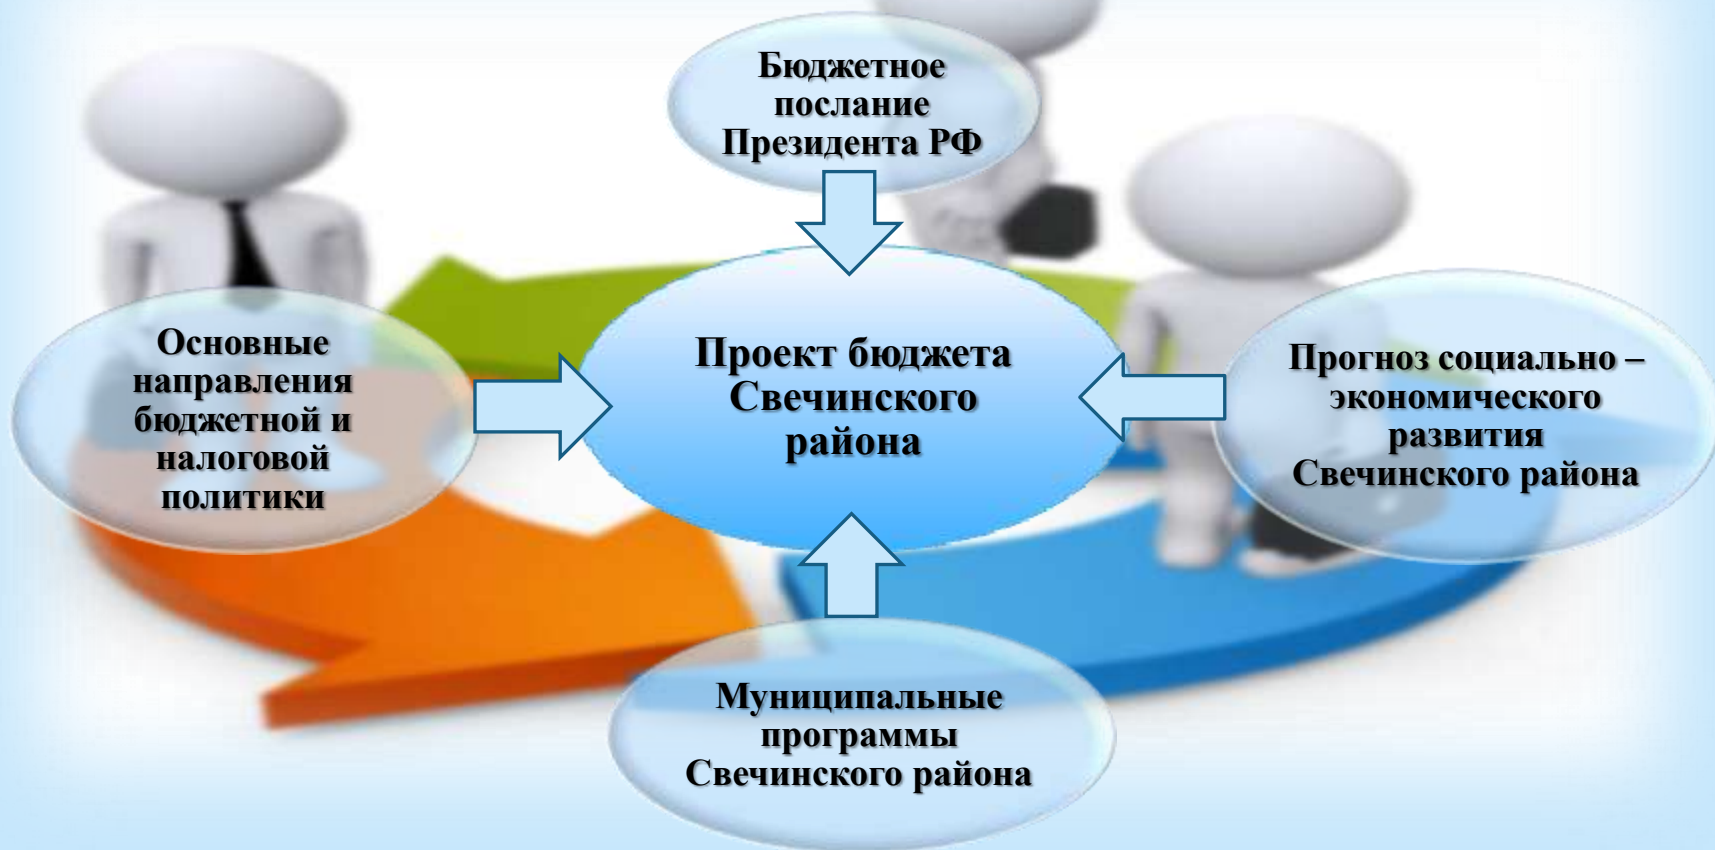 Бюджетное
послание
Президента РФ
Основные
направления
бюджетной и
налоговой
политики
Проект бюджета
Свечинского
района
Прогноз социально –
экономического
развития
Свечинского района
Муниципальные
программы
Свечинского района